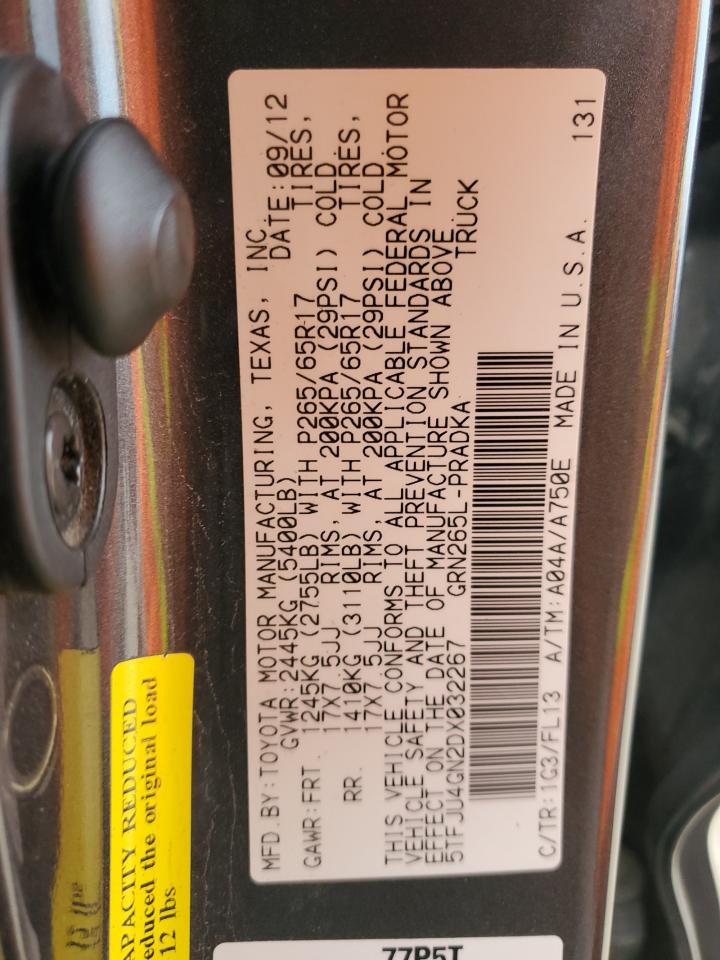 MFD.BY:TOYOTA MOTOR MANUFACTURING, TEXAS, INC.
GVWR:2445KG (5400LB) DATE:09/12
GAWR:FRT. 1245KG (2755LB) WITH P265/65R17 TIRES,
17X7.5JJ RIMS, AT 200KPA (29PSI) COLD
RR. 1410KG (3110LB) WITH P265/65R17 TIRES,
17X7.5JJ RIMS, AT 200KPA (29PSI) COLD
THIS VEHICLE CONFORMS TO ALL APPLICABLE FEDERAL MOTOR
VEHICLE SAFETY AND THEFT PREVENTION STANDARDS IN
EFFECT ON THE DATE OF MANUFACTURE SHOWN ABOVE.
5TFJU4GN2DX032267 GRN265L-PRADKA TRUCK
C/TR:1G3/FL13 A/TM:A04A/A750E MADE IN U.S.A. 131
APACITY REDUCED
educed the original load
12 lbs
77P5T